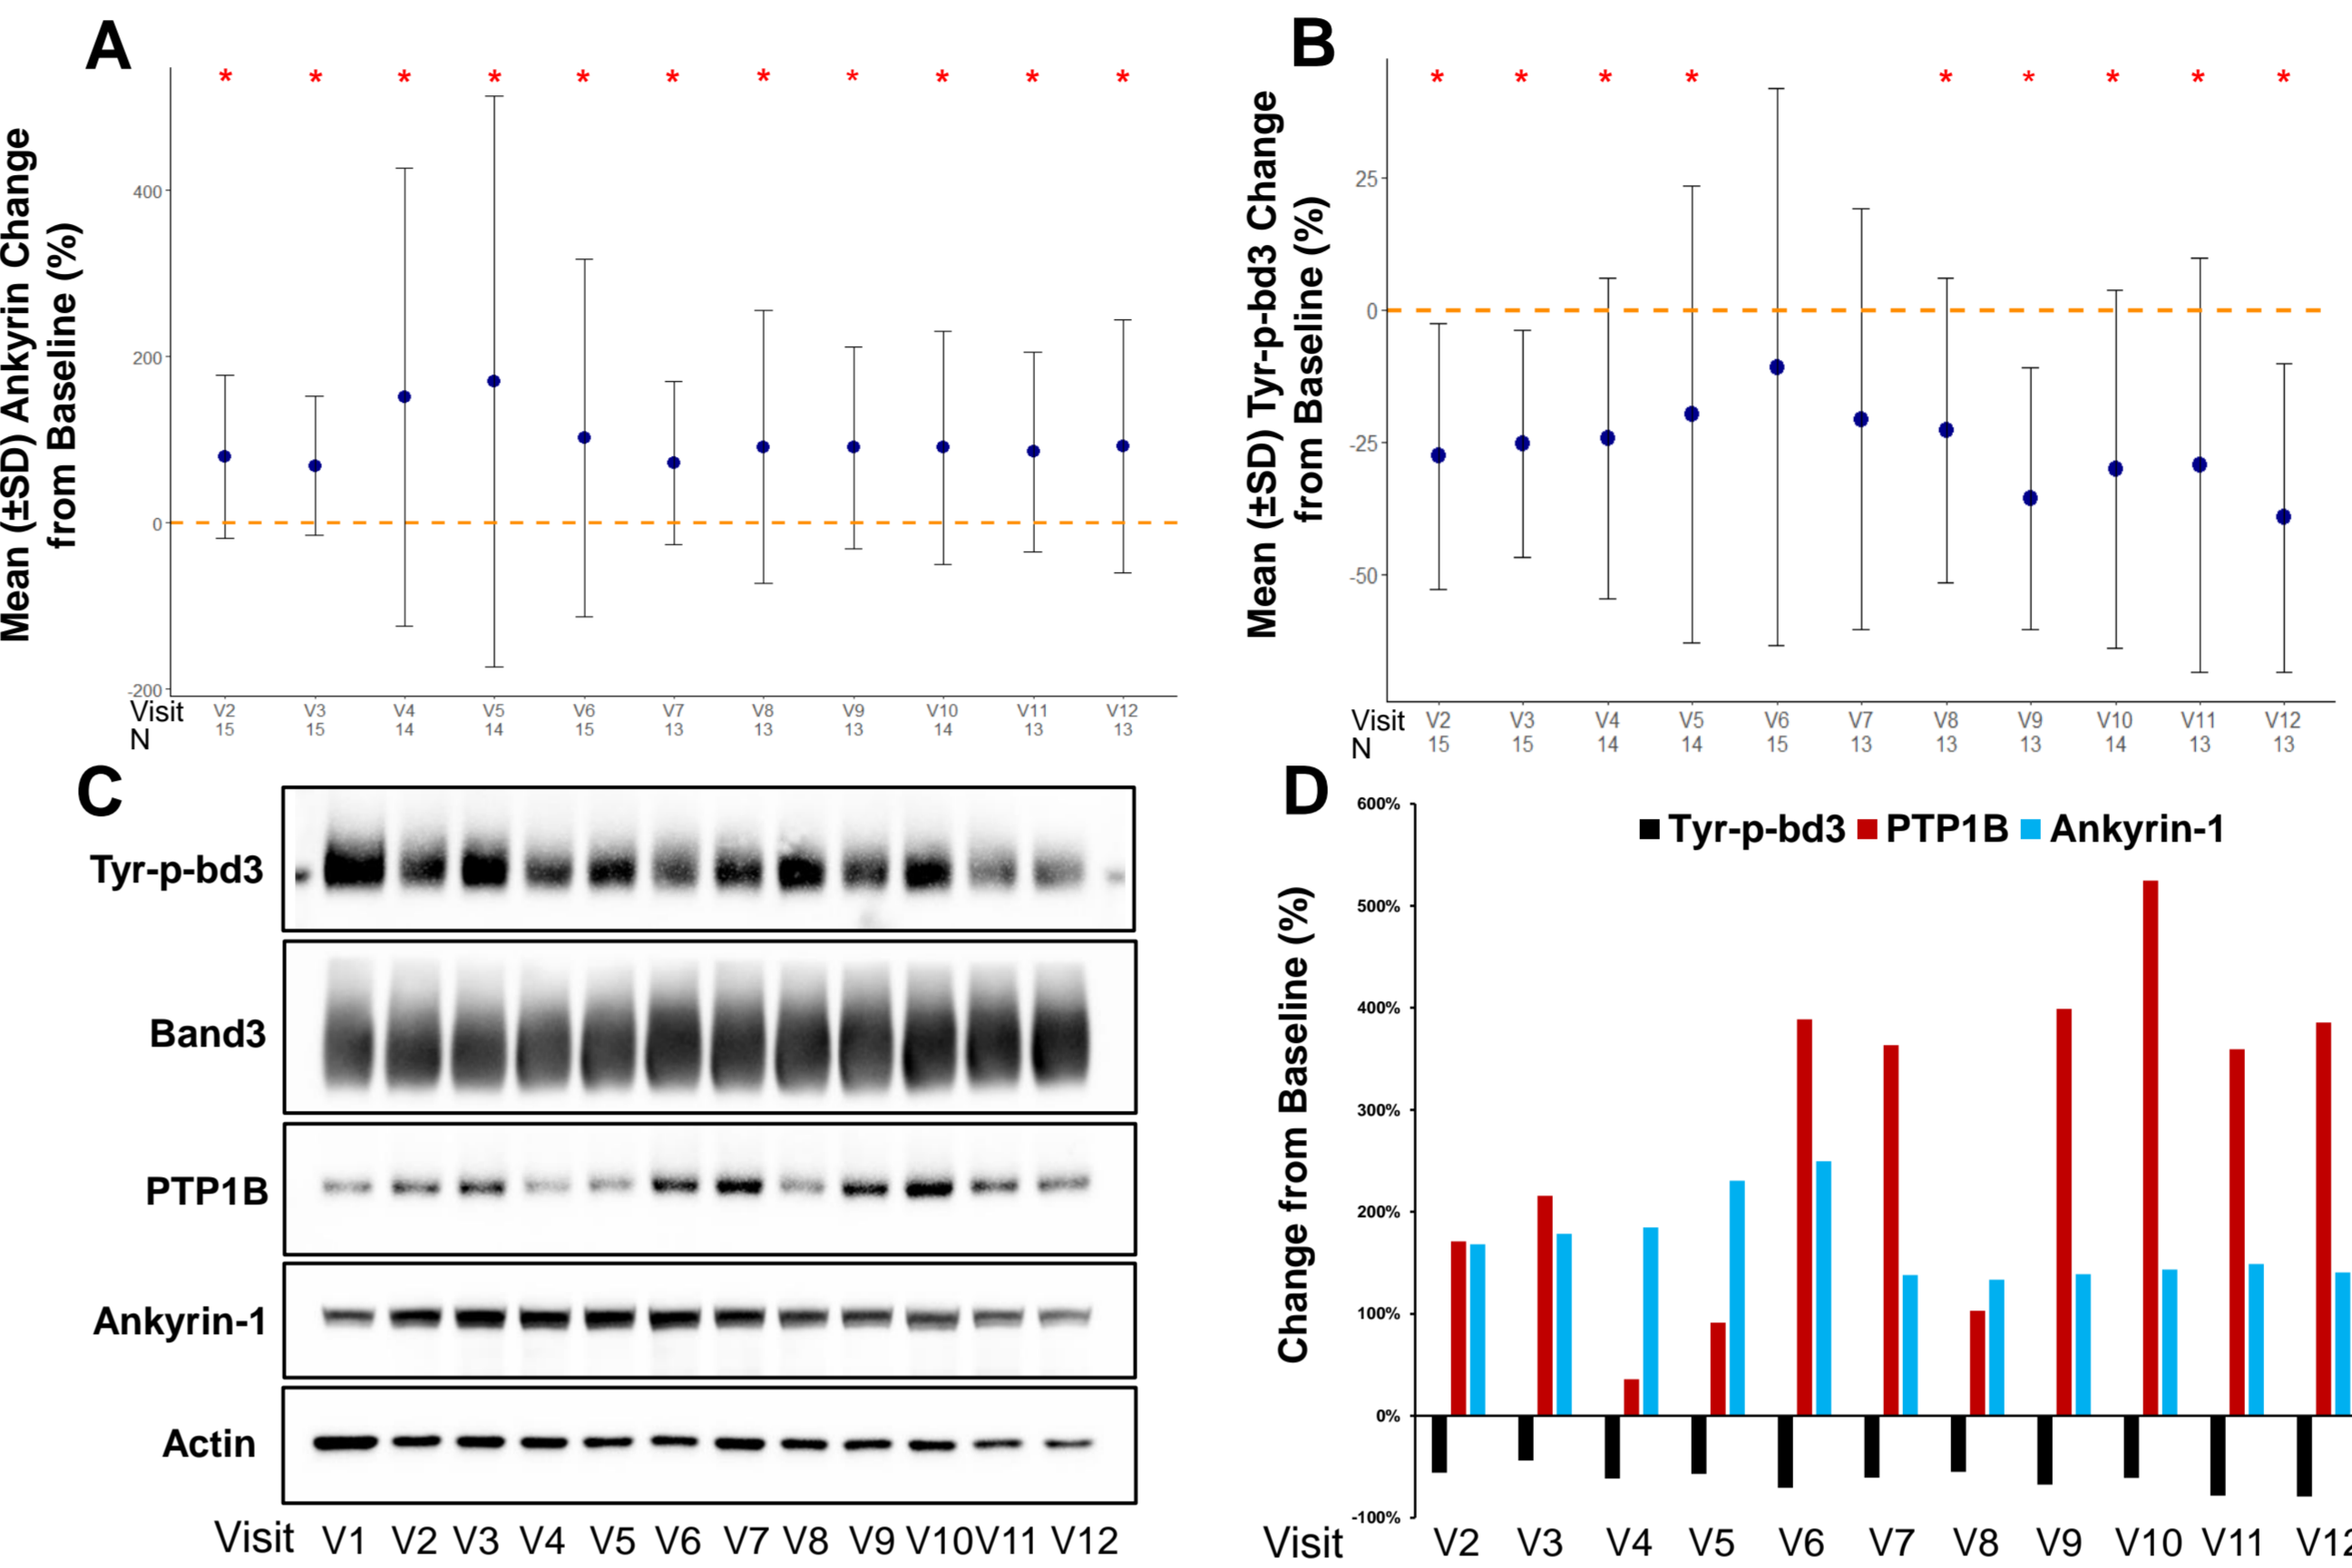 A
* * * * * * * * * * *
Mean (±SD) Ankyrin Change
from Baseline (%)
400
200
0
-200
Visit V2 V3 V4 V5 V6 V7 V8 V9 V10 V11 V12
N 15 15 14 14 15 13 13 13 14 13 13
B
* * * * * * * * *
Mean (±SD) Tyr-p-bd3 Change
from Baseline (%)
25
0
-25
-50
Visit V2 V3 V4 V5 V6 V7 V8 V9 V10 V11 V12
N 15 15 14 14 15 13 13 13 14 13 13
C
Tyr-p-bd3
Band3
PTP1B
Ankyrin-1
Actin
Visit V1 V2 V3 V4 V5 V6 V7 V8 V9 V10 V11 V12
D
Tyr-p-bd3 PTP1B Ankyrin-1
Change from Baseline (%)
600%
500%
400%
300%
200%
100%
0%
-100%
Visit V2 V3 V4 V5 V6 V7 V8 V9 V10 V11 V12